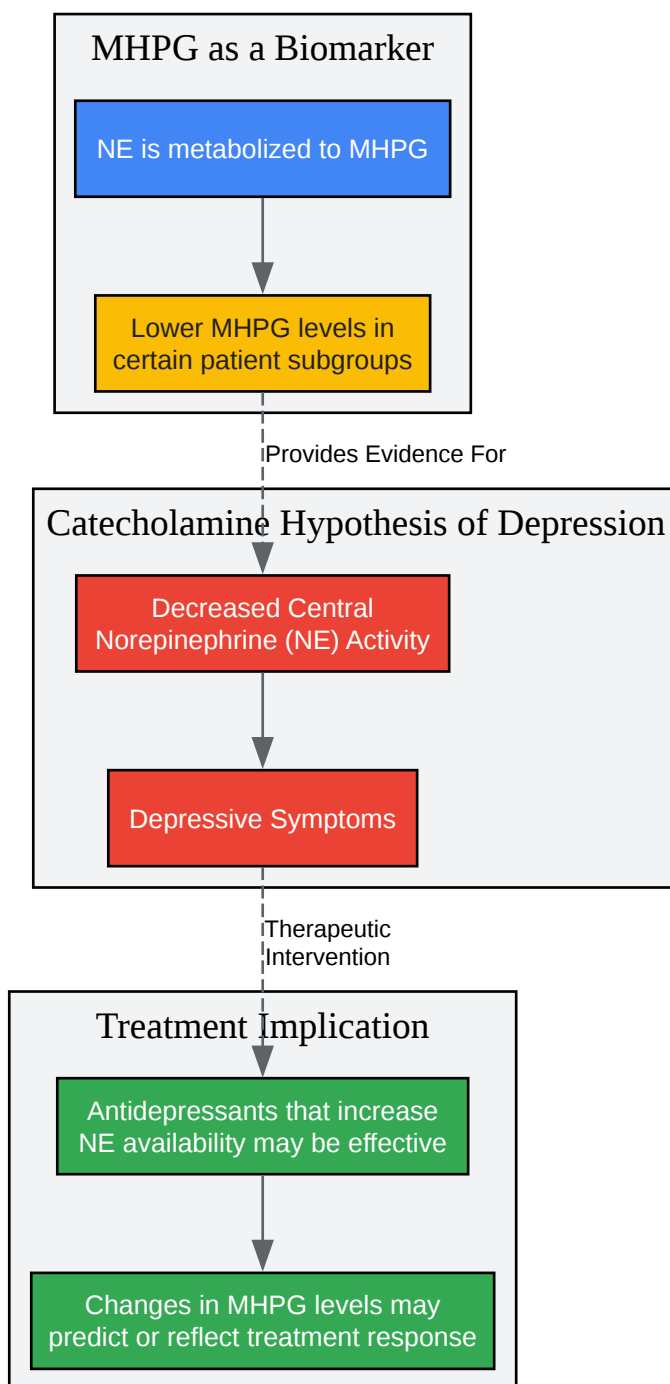 MHPG as a Biomarker
NE is metabolized to MHPG
Lower MHPG levels in
certain patient subgroups
Provides Evidence For
Catecholamine Hypothesis of Depression
Decreased Central
Norepinephrine (NE) Activity
Depressive Symptoms
Therapeutic
Intervention
Treatment Implication
Antidepressants that increase
NE availability may be effective
Changes in MHPG levels may
predict or reflect treatment response